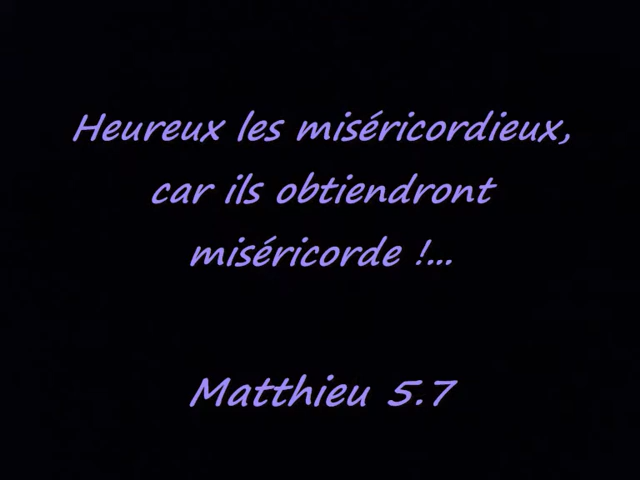 Heureux les miséricordieux,
car ils obtiendront
miséricorde !...
Matthieu 5.7